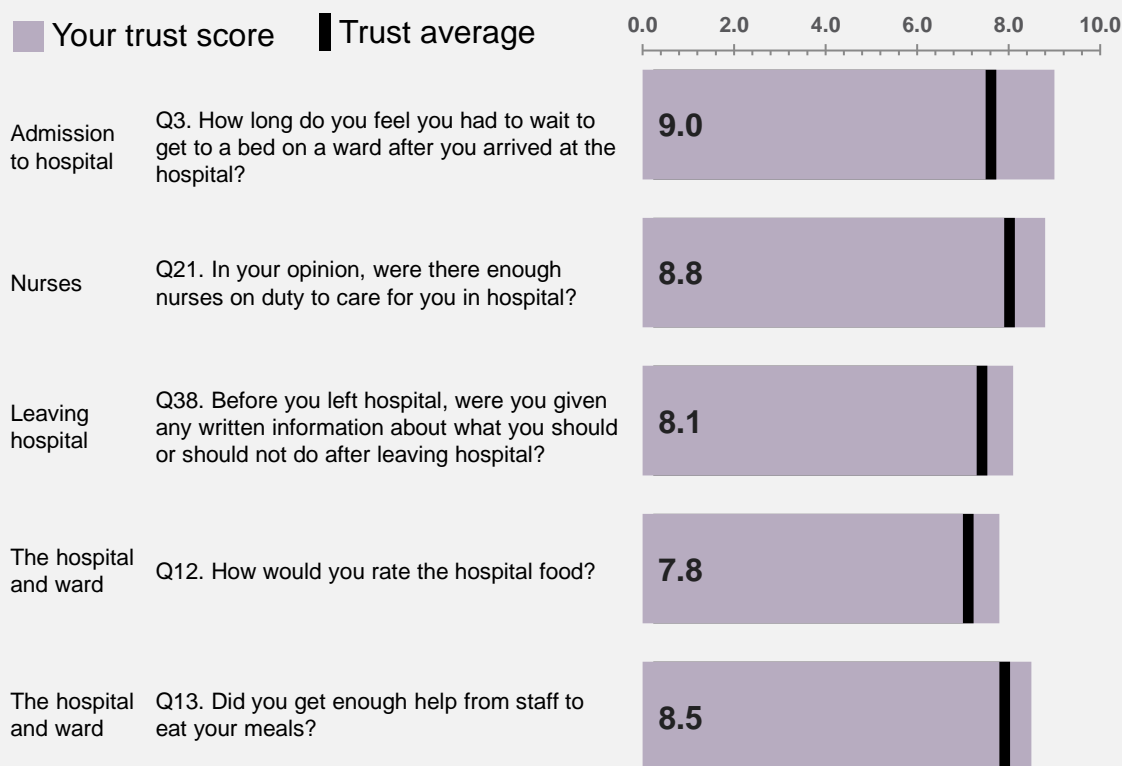 Your trust score Trust average
0.0 2.0 4.0 6.0 8.0 10.0
Admission
to hospital
Q3. How long do you feel you had to wait to
get to a bed on a ward after you arrived at the
hospital?
9.0
Nurses
Q21. In your opinion, were there enough
nurses on duty to care for you in hospital?
8.8
Leaving
hospital
Q38. Before you left hospital, were you given
any written information about what you should
or should not do after leaving hospital?
8.1
The hospital
and ward
Q12. How would you rate the hospital food?
7.8
The hospital
and ward
Q13. Did you get enough help from staff to
eat your meals?
8.5